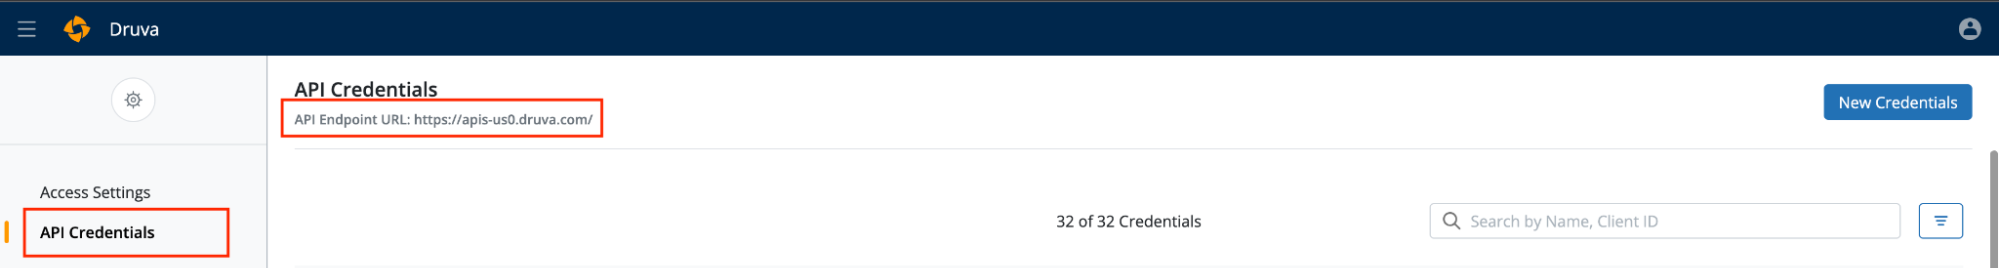 Druva
API Credentials
API Endpoint URL: https://apis-us0.druva.com/
New Credentials
Access Settings
API Credentials
32 of 32 Credentials
Search by Name, Client ID